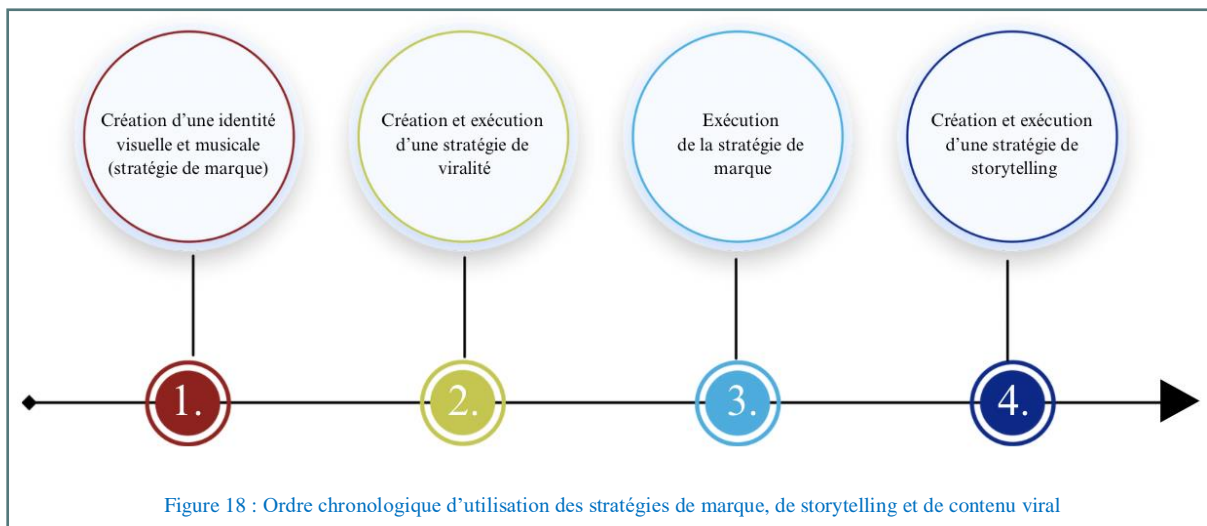 Création d’une identité
visuelle et musicale
(stratégie de marque)
Création et exécution
d’une stratégie de
viralité
Exécution
de la stratégie de
marque
Création et exécution
d’une stratégie de
storytelling
1.
2.
3.
4.
Figure 18 : Ordre chronologique d’utilisation des stratégies de marque, de storytelling et de contenu viral